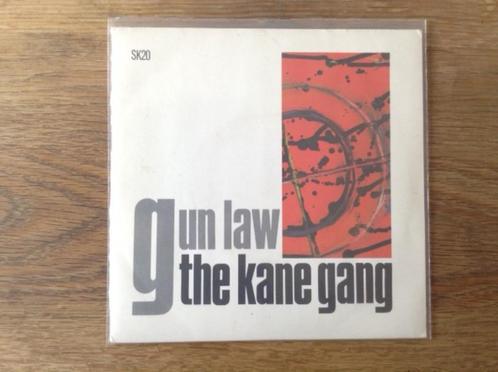 SK20
gun law
the kane gang